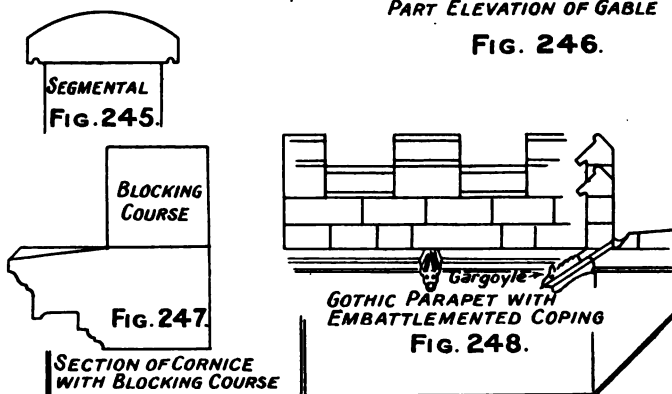 PART ELEVATION OF GABLE
FIG. 246.
SEGMENTAL
FIG. 245.
BLOCKING
COURSE
FIG. 247.
SECTION OF CORNICE
WITH BLOCKING COURSE
Gargoyle
GOTHIC PARAPET WITH
EMBATTLEMENTED COPING
FIG. 248.